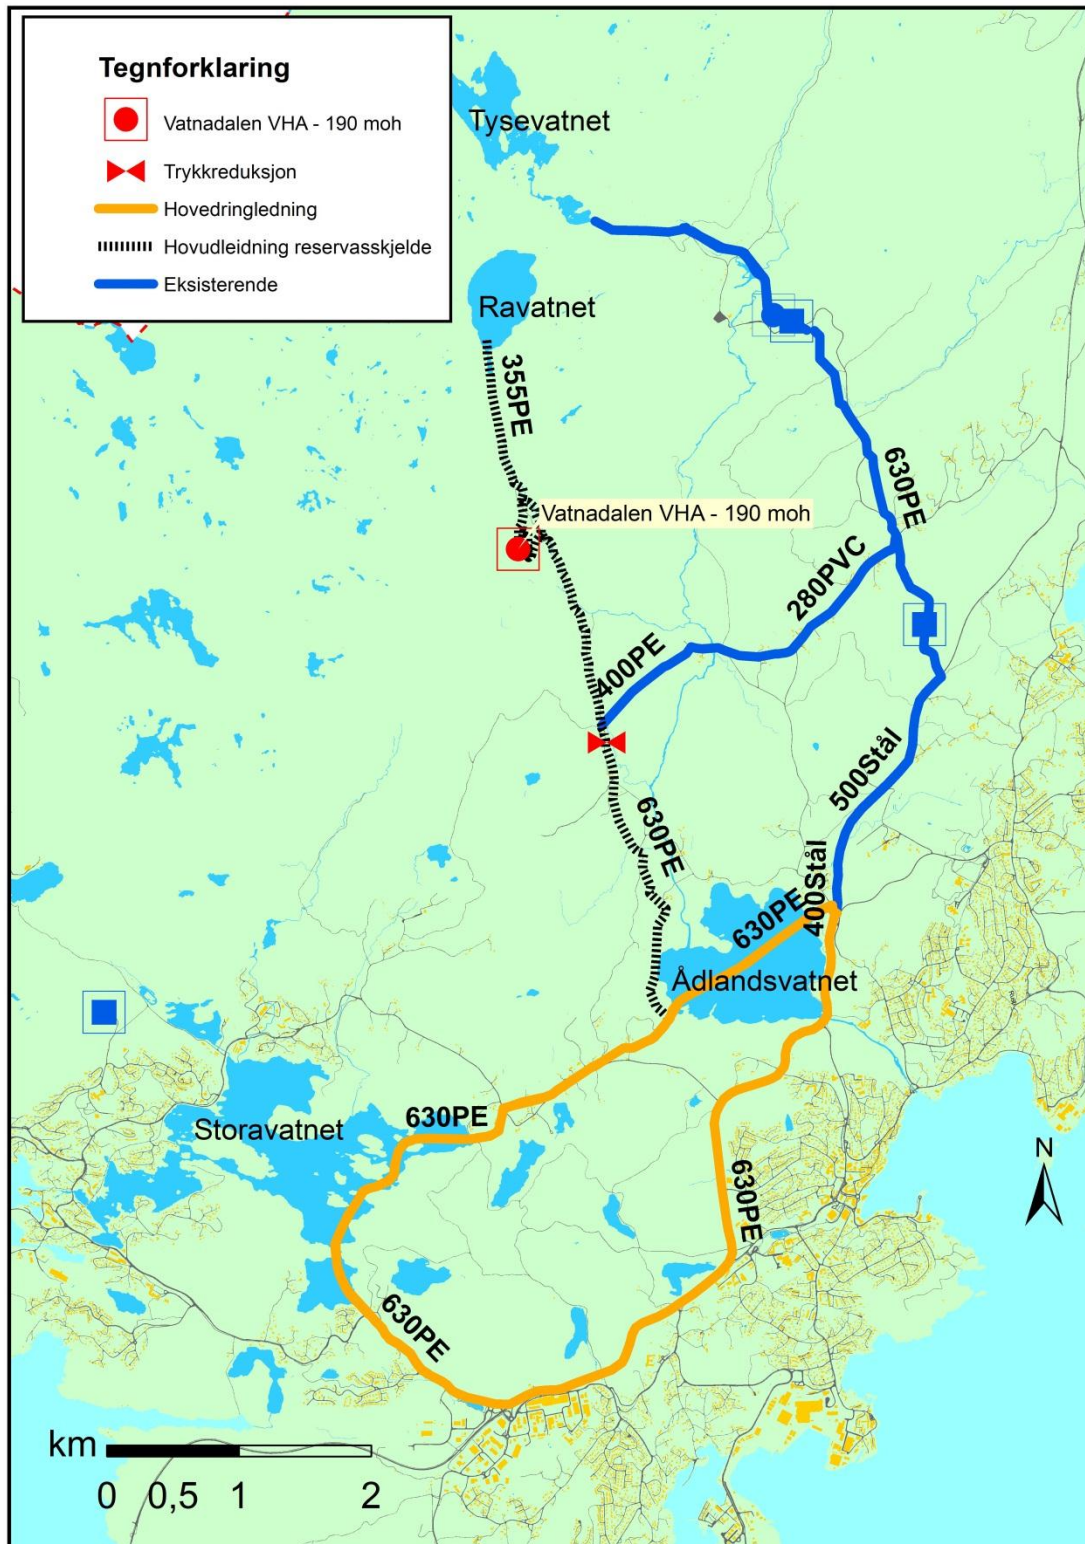 Tegnforklaring
Vatnadalen VHA - 190 moh
Trykkreduksjon
Hovedringledning
Hovudleidning reservasskjelde
Eksisterende
Tysevatnet
Ravatnet
355PE
630PE
Vatnadalen VHA - 190 moh
280PVC
400PE
500Stål
630PE
400Stål
630PE
Ådlandsvatnet
630PE
Storavatnet
630PE
630PE
N
km
0 0,5 1 2